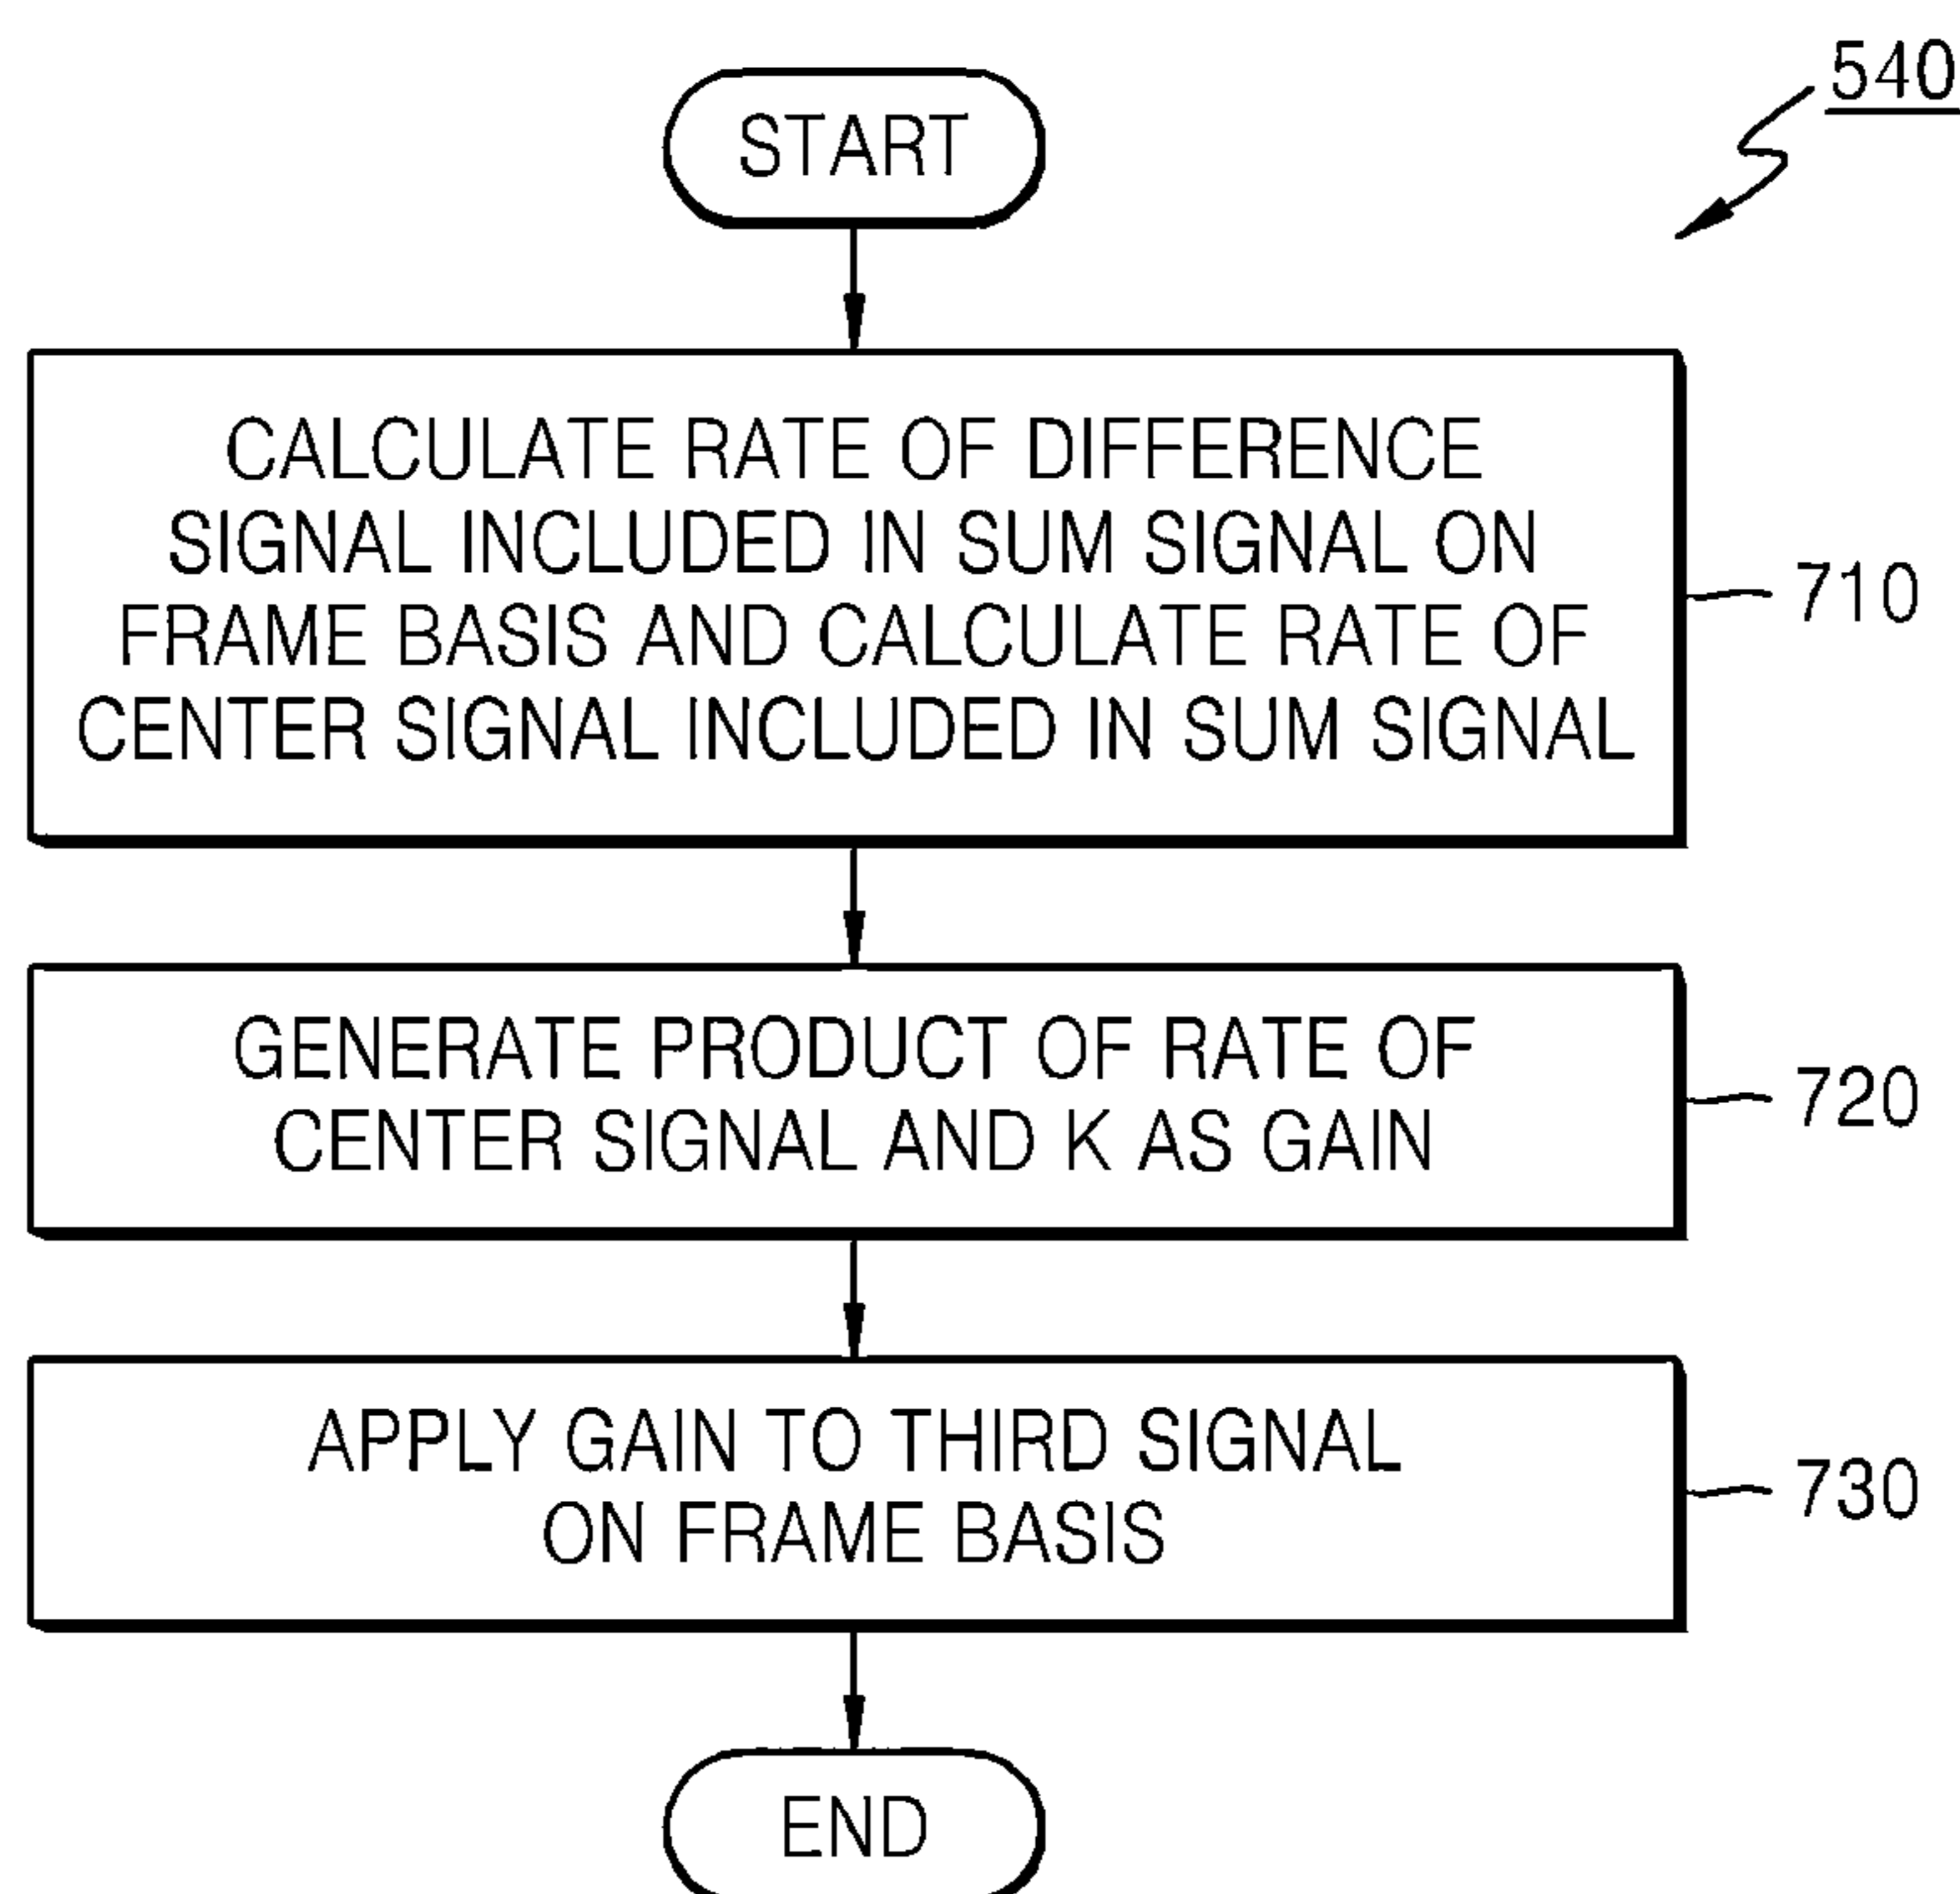 540
START
CALCULATE RATE OF DIFFERENCE
SIGNAL INCLUDED IN SUM SIGNAL ON
FRAME BASIS AND CALCULATE RATE OF
CENTER SIGNAL INCLUDED IN SUM SIGNAL
710
GENERATE PRODUCT OF RATE OF
CENTER SIGNAL AND K AS GAIN
720
APPLY GAIN TO THIRD SIGNAL
ON FRAME BASIS
730
END